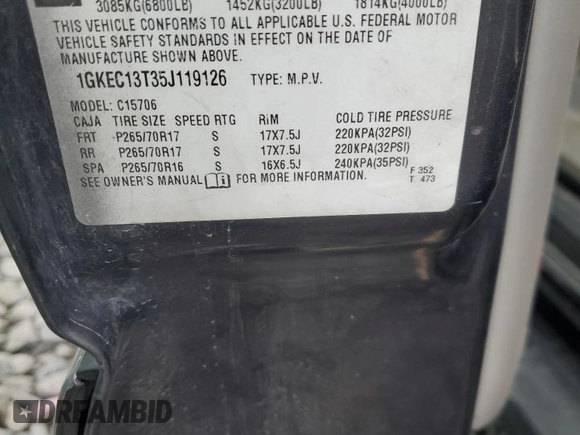 3085KG(6800LB) 1452KG(3200LB) 1814KG(4000LB)
THIS VEHICLE CONFORMS TO ALL APPLICABLE U.S. FEDERAL MOTOR
VEHICLE SAFETY STANDARDS IN EFFECT ON THE DATE OF
MANUFACTURE SHOWN ABOVE.
1GKEC13T35J119126 TYPE: M.P.V.
MODEL: C15706
CAJA TIRE SIZE SPEED RTG RIM COLD TIRE PRESSURE
FRT P265/70R17 S 17X7.5J 220KPA(32PSI)
RR P265/70R17 S 17X7.5J 220KPA(32PSI)
SPA P265/70R16 S 16X6.5J 240KPA(35PSI)
SEE OWNER'S MANUAL FOR MORE INFORMATION.
F 352
T 473
DREAMBID